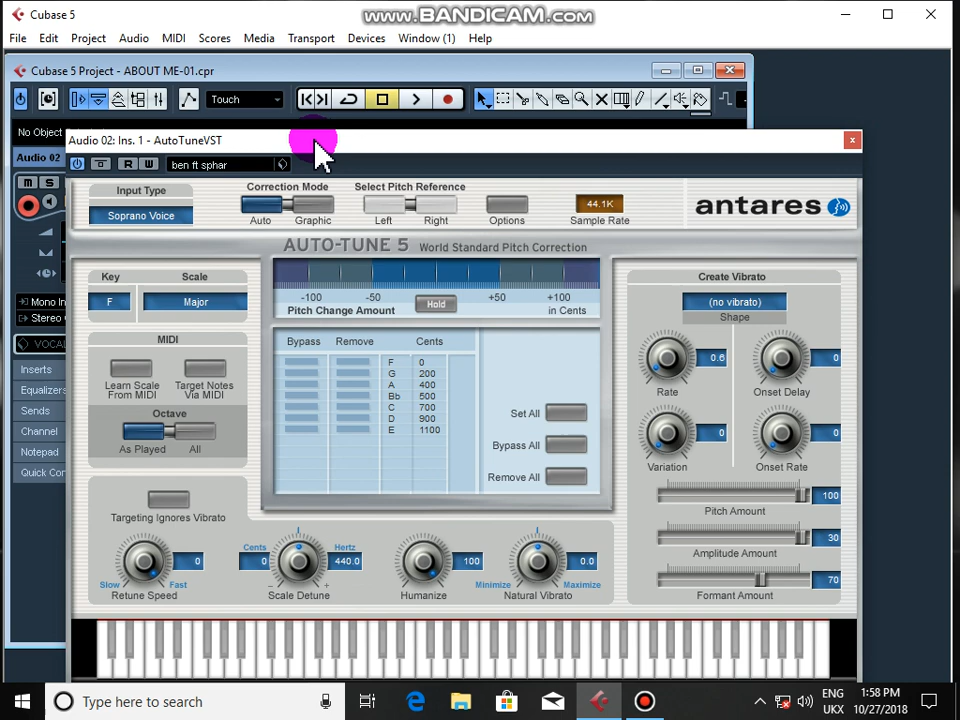 Cubase 5
www.BANDICAM.com
File Edit Project Audio MIDI Scores Media Transport Devices Window (1) Help
Cubase 5 Project - ABOUT ME-01.cpr
Touch
No Object
Audio 02: Ins. 1 - AutoTuneVST
Audio 02
R W ben ft sphar
M S
Input Type
Soprano Voice
Correction Mode
Auto Graphic
Select Pitch Reference
Left Right
Options
44.1K
Sample Rate
antares
AUTO-TUNE 5 World Standard Pitch Correction
Key Scale
F Major
-100 -50 Hold +50 +100
Pitch Change Amount in Cents
Create Vibrato
(no vibrato)
Shape
Mono In
Stereo
VOCAL
Inserts
Equalizers
Sends
Channel
Notepad
Quick Con
MIDI
Learn Scale From MIDI
Target Notes Via MIDI
Octave
As Played All
Bypass Remove Cents
F 0
G 200
A 400
Bb 500
C 700
D 900
E 1100
Set All
Bypass All
Remove All
0.6 0
Rate Onset Delay
0 0
Variation Onset Rate
100
Pitch Amount
30
Amplitude Amount
70
Formant Amount
Targeting Ignores Vibrato
0
Slow Fast
Retune Speed
Cents Hertz
0 440.0
- +
Scale Detune
100
Humanize
0.0
Minimize Maximize
Natural Vibrato
Type here to search
ENG
UKX
1:58 PM
10/27/2018